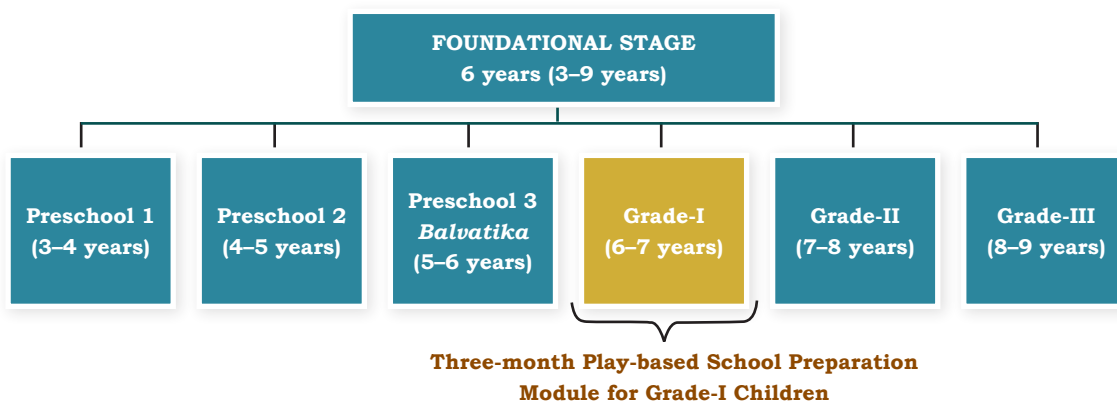 FOUNDATIONAL STAGE
6 years (3–9 years)
Preschool 1
(3–4 years)
Preschool 2
(4–5 years)
Preschool 3
Balvatika
(5–6 years)
Grade-I
(6–7 years)
Grade-II
(7–8 years)
Grade-III
(8–9 years)
Three-month Play-based School Preparation
Module for Grade-I Children